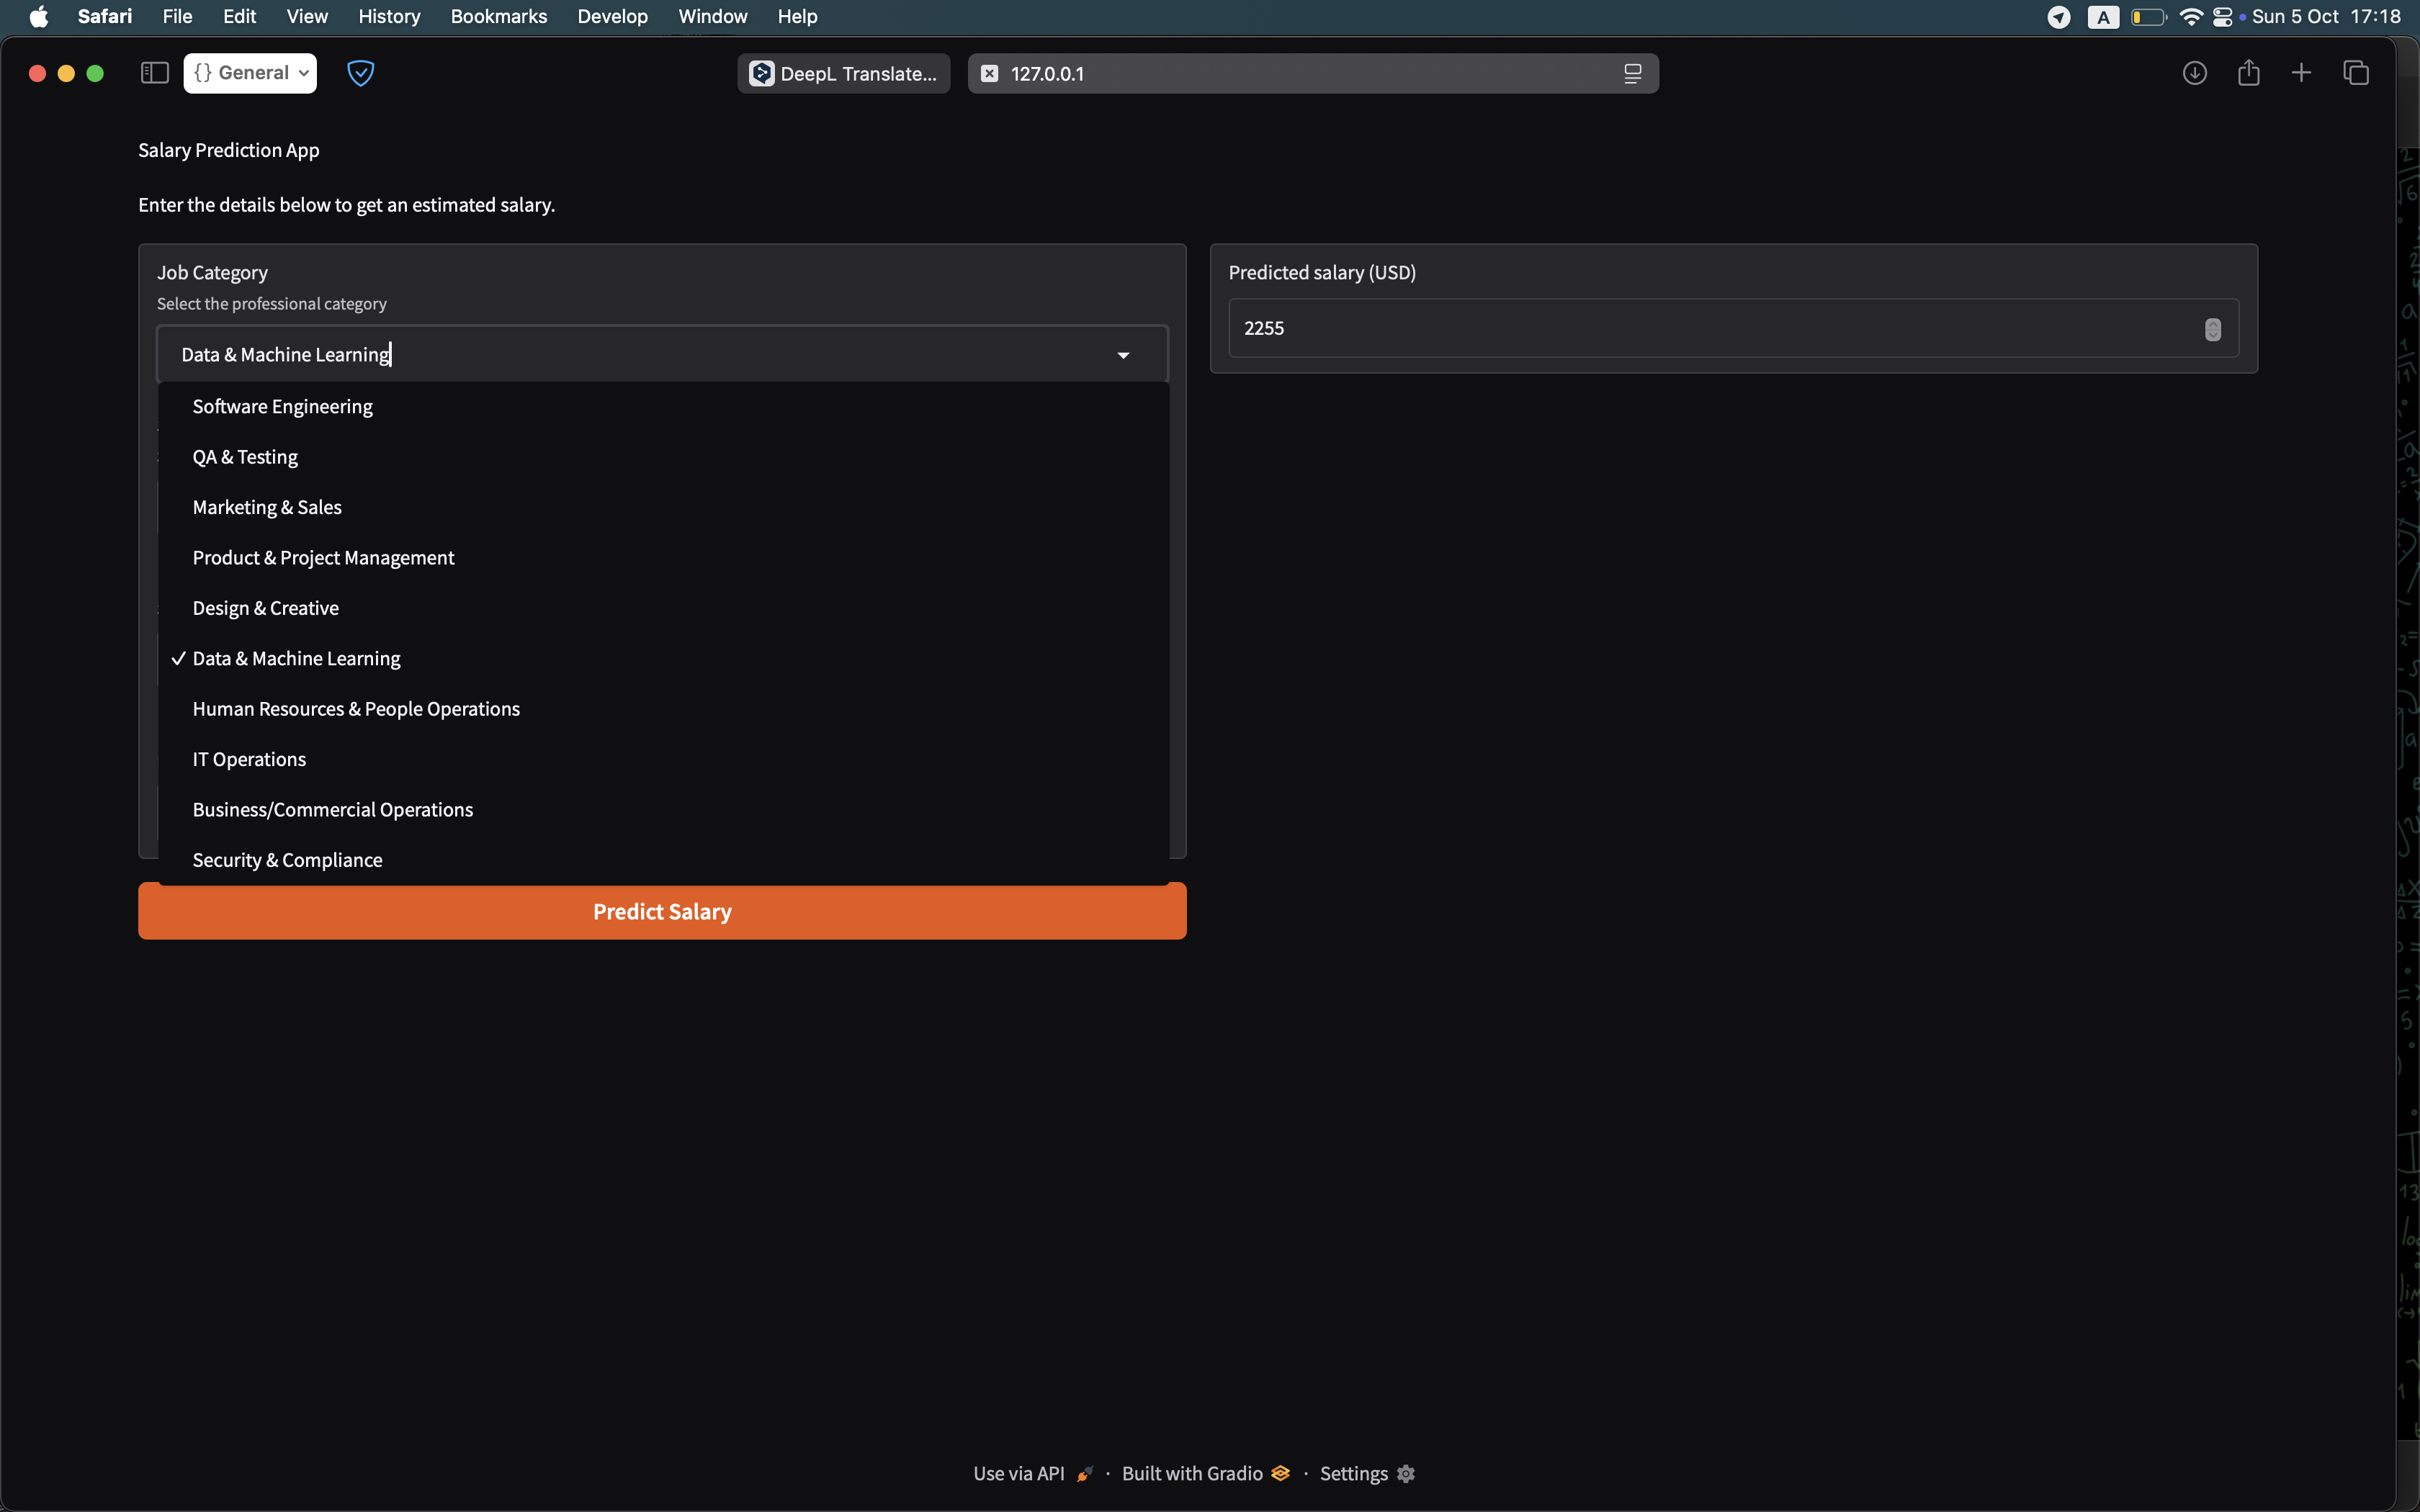 Safari File Edit View History Bookmarks Develop Window Help A Sun 5 Oct 17:18
{} General DeepL Translate... 127.0.0.1
Salary Prediction App
Enter the details below to get an estimated salary.
Job Category
Select the professional category
Data & Machine Learning
Software Engineering
QA & Testing
Marketing & Sales
Product & Project Management
Design & Creative
✓ Data & Machine Learning
Human Resources & People Operations
IT Operations
Business/Commercial Operations
Security & Compliance
Predict Salary
Predicted salary (USD)
2255
Use via API · Built with Gradio · Settings